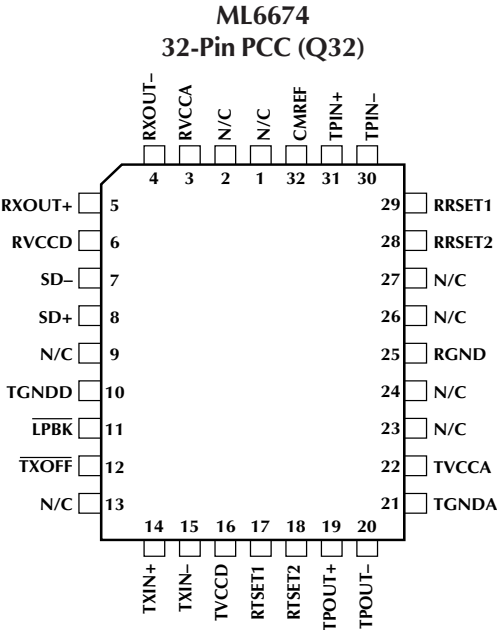 ML6674
32-Pin PCC (Q32)
RXOUT–
RVCCA
N/C
N/C
CMREF
TPIN+
TPIN–
4 3 2 1 32 31 30
RXOUT+ 5
RVCCD 6
SD– 7
SD+ 8
N/C 9
TGNDD 10
LPBK 11
TXOFF 12
N/C 13
29 RRSET1
28 RRSET2
27 N/C
26 N/C
25 RGND
24 N/C
23 N/C
22 TVCCA
21 TGNDA
14 15 16 17 18 19 20
TXIN+
TXIN–
TVCCD
RTSET1
RTSET2
TPOUT+
TPOUT–